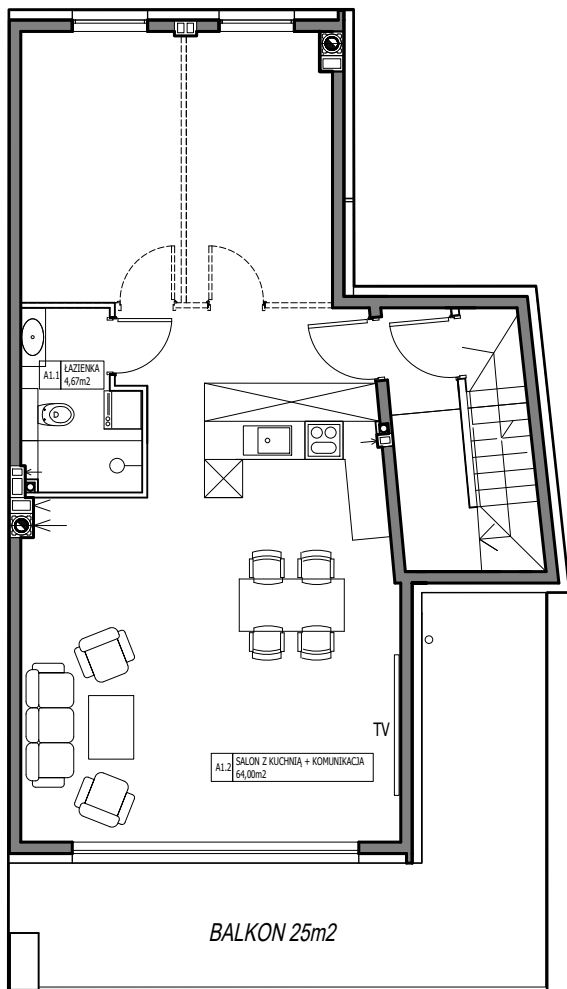 A1.1
ŁAZIENKA
4,67m2
TV
A1.2
SALON Z KUCHNIĄ + KOMUNIKACJA
64,00m2
BALKON 25m2